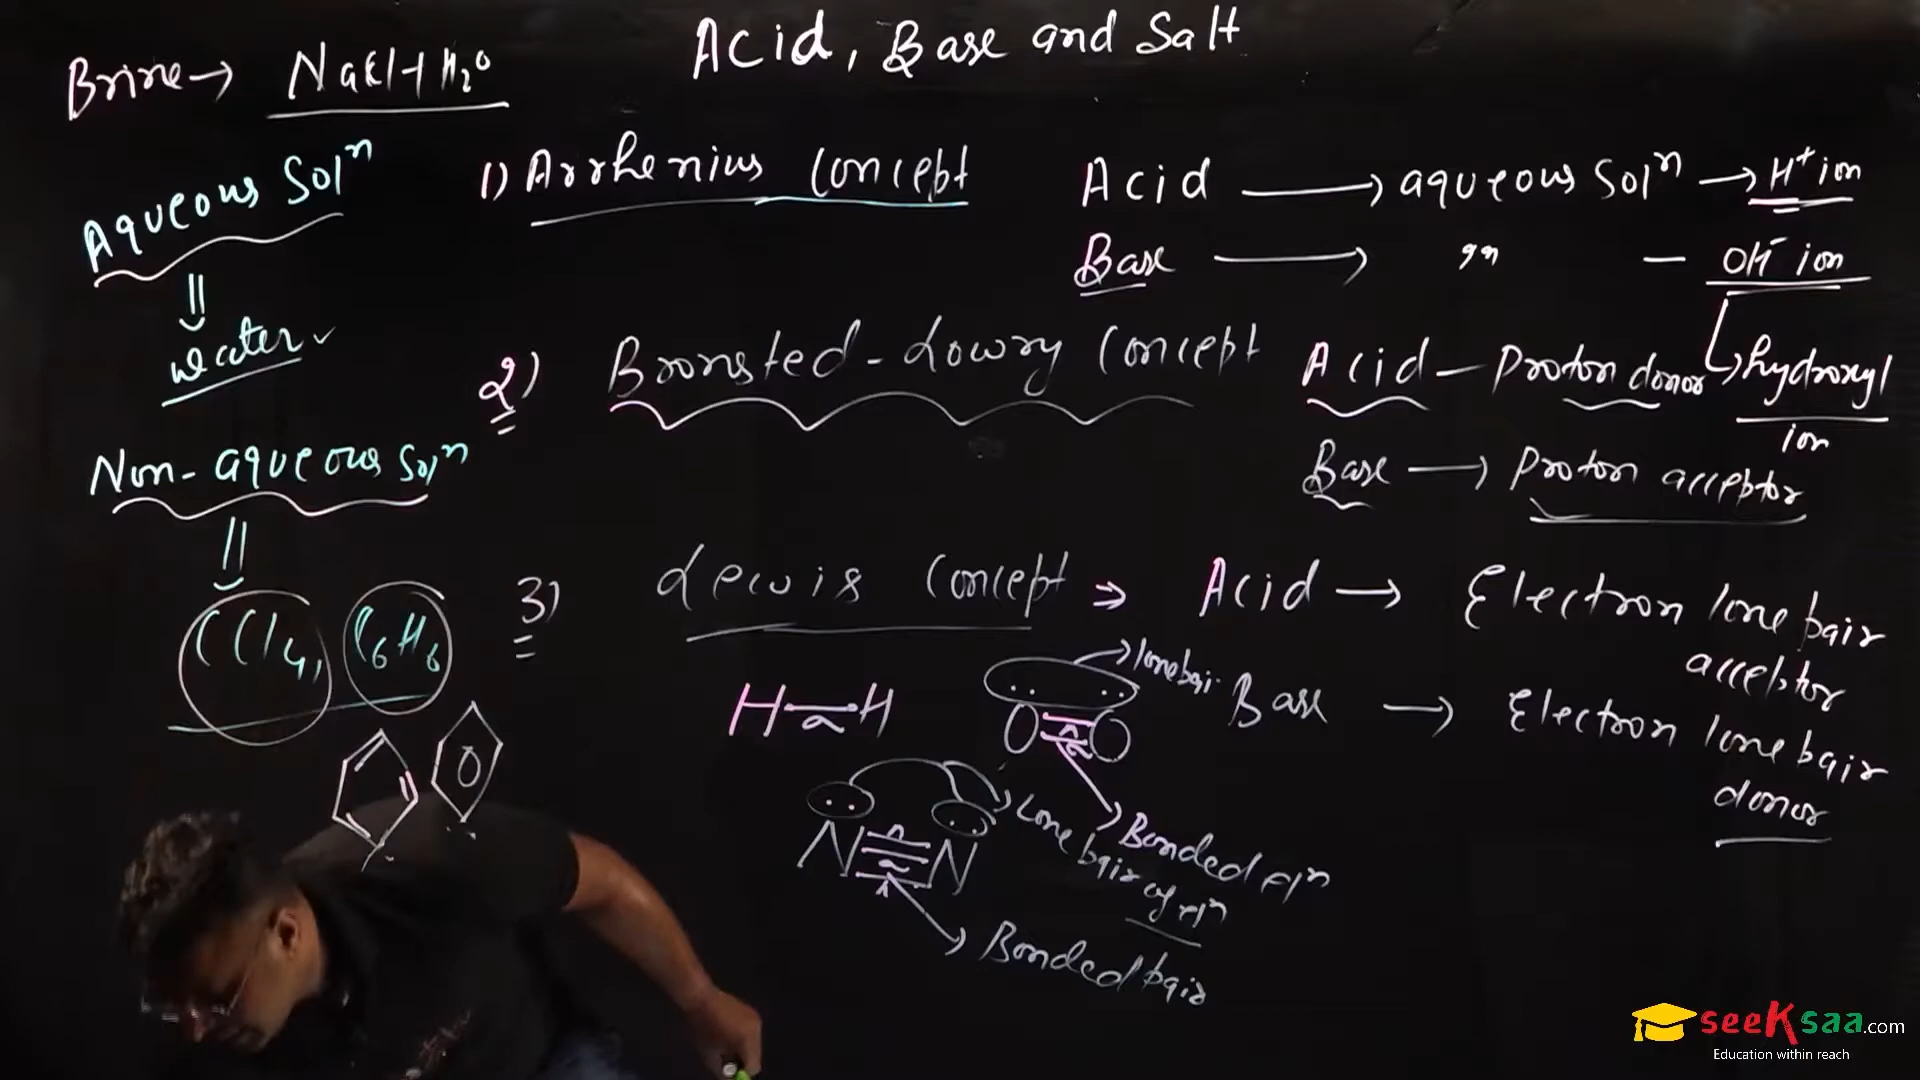 Acid, Base and Salt
Brine → NaCl + H₂O
Aqueous Solⁿ
water ✓
Non-aqueous Solⁿ
CCl₄, C₆H₆
1) Arrhenius Concept
Acid → aqueous Solⁿ → H⁺ ion
Base → " — OH⁻ ion
hydroxyl
ion
2) Bronsted-Lowry Concept
Acid – Proton donor
Base → Proton acceptor
3) Lewis Concept ⇒ Acid → Electron lone pair
acceptor
Base → Electron lone pair
donor
H–H
lone pai.
O=O
Bonded eˡⁿ
N≡N
Lone pair of eˡⁿ
Bonded pair
seeKsaa.com
Education within reach